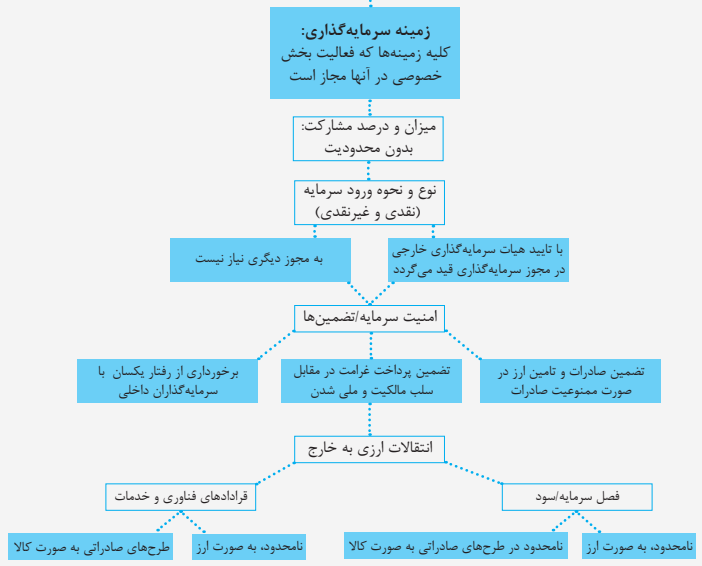 زمینه سرمایه‌گذاری:
کلیه زمینه‌ها که فعالیت بخش
خصوصی در آنها مجاز است
میزان و درصد مشارکت:
بدون محدودیت
نوع و نحوه ورود سرمایه
(نقدی و غیرنقدی)
با تایید هیات سرمایه‌گذاری خارجی
در مجوز سرمایه‌گذاری قید می‌گردد
به مجوز دیگری نیاز نیست
امنیت سرمایه/تضمین‌ها
تضمین صادرات و تامین ارز در
صورت ممنوعیت صادرات
تضمین پرداخت غرامت در مقابل
سلب مالکیت و ملی شدن
برخورداری از رفتار یکسان با
سرمایه‌گذاران داخلی
انتقالات ارزی به خارج
فصل سرمایه/سود
قرادادهای فناوری و خدمات
نامحدود، به صورت ارز
نامحدود در طرح‌های صادراتی به صورت کالا
نامحدود، به صورت ارز
طرح‌های صادراتی به صورت کالا